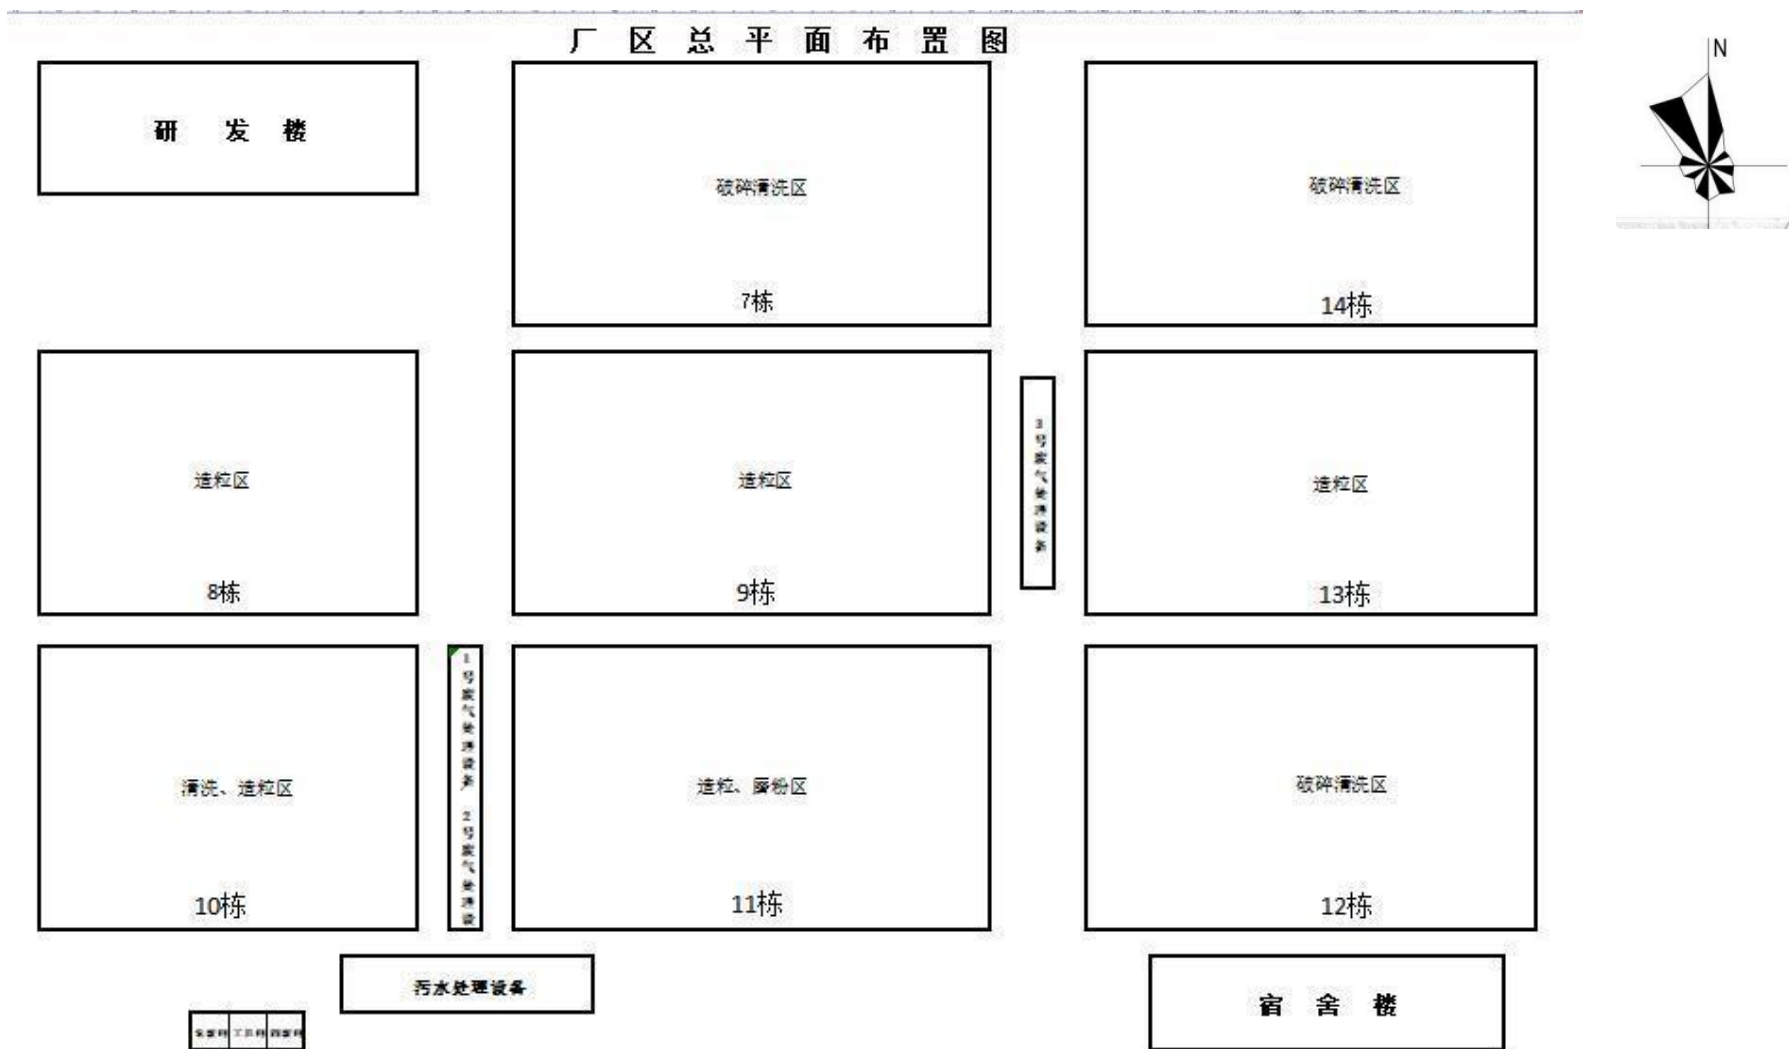 厂区总平面布置图
N
研发楼
破碎清洗区
7栋
破碎清洗区
14栋
造粒区
8栋
造粒区
9栋
3号废气处理设备
造粒区
13栋
清洗、造粒区
10栋
1号废气处理设备
2号废气处理设
造粒、磨粉区
11栋
破碎清洗区
12栋
污水处理设备
宿舍楼